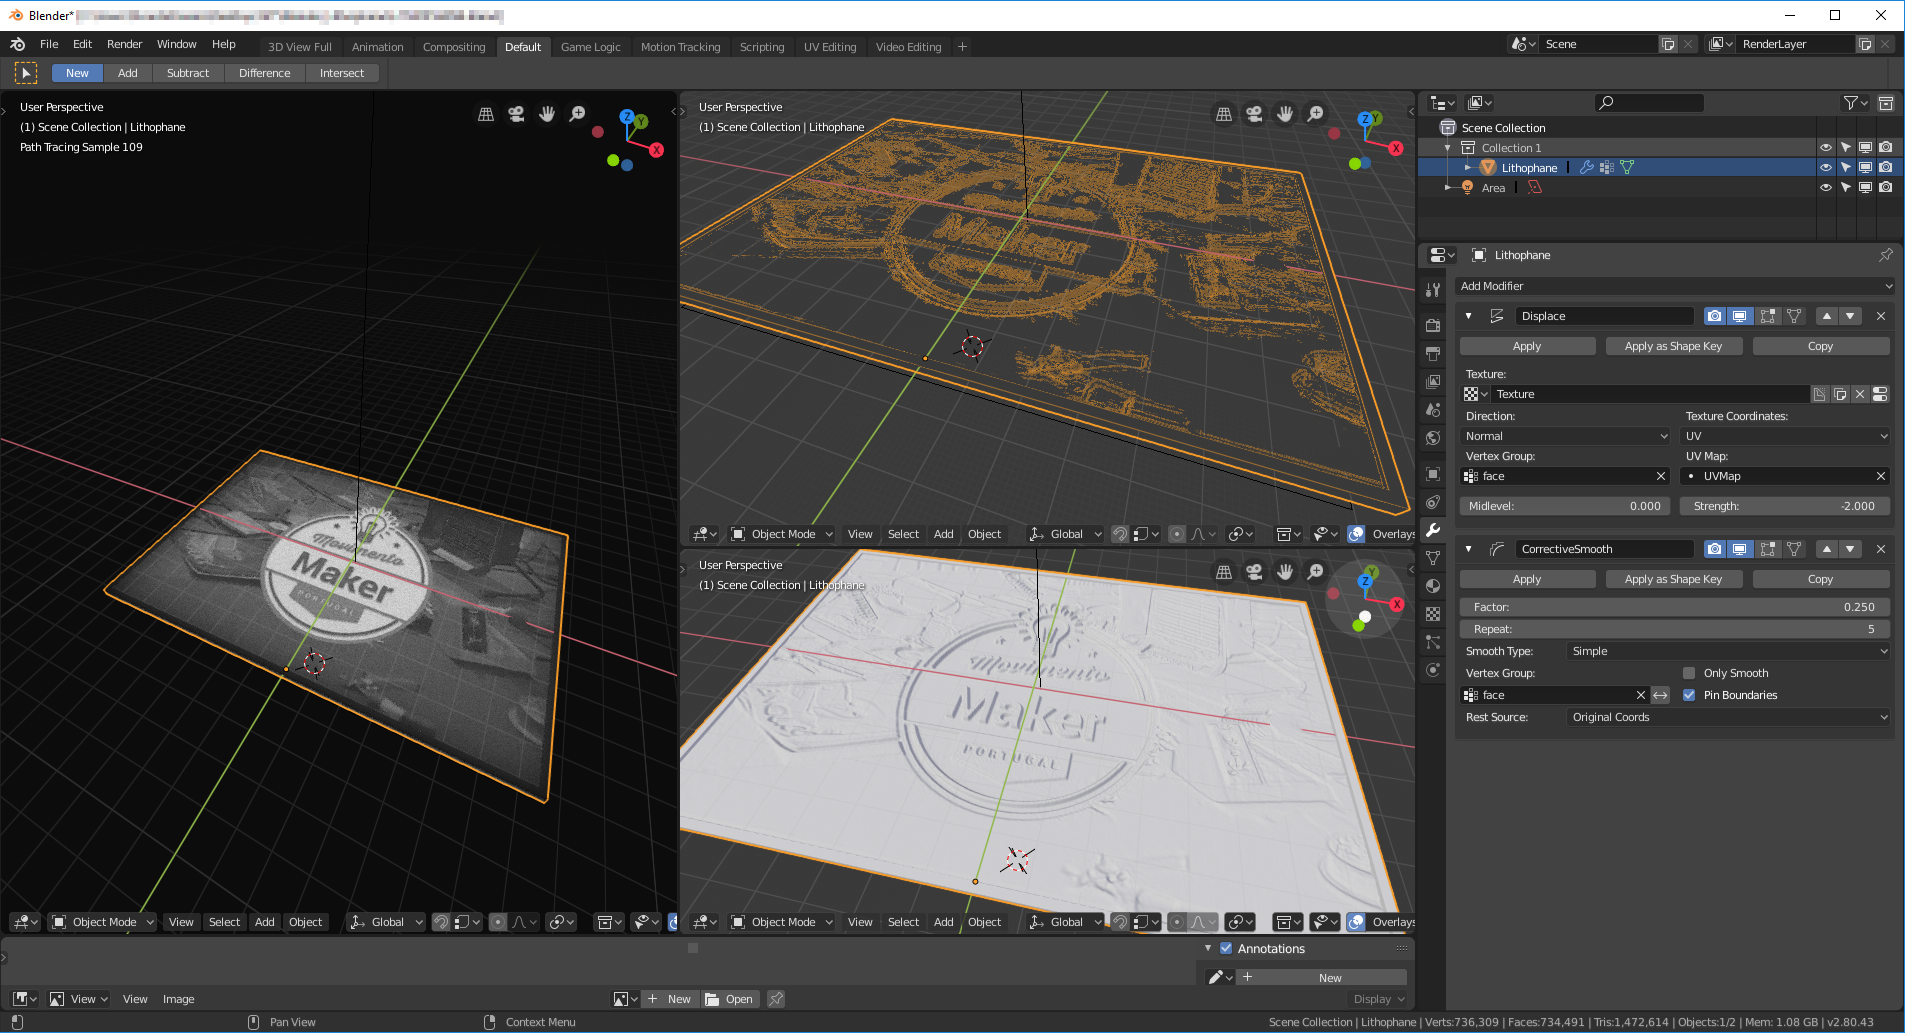 Blender*
File Edit Render Window Help 3D View Full Animation Compositing Default Game Logic Motion Tracking Scripting UV Editing Video Editing + Scene RenderLayer
New Add Subtract Difference Intersect
User Perspective
(1) Scene Collection | Lithophane
Path Tracing Sample 109
Z Y X
Movimento
Maker
PORTUGAL
Object Mode View Select Add Object Global
User Perspective
(1) Scene Collection | Lithophane
Z Y X
Maker
Object Mode View Select Add Object Global Overlays
User Perspective
(1) Scene Collection | Lithophane
Y Z X
Movimento
Maker
PORTUGAL
Object Mode View Select Add Object Global Overlays
Scene Collection
Collection 1
Lithophane
Area
Lithophane
Add Modifier
Displace
Apply Apply as Shape Key Copy
Texture:
Texture
Direction: Texture Coordinates:
Normal UV
Vertex Group: UV Map:
face UVMap
Midlevel: 0.000 Strength: -2.000
CorrectiveSmooth
Apply Apply as Shape Key Copy
Factor: 0.250
Repeat: 5
Smooth Type: Simple
Vertex Group: Only Smooth
face Pin Boundaries
Rest Source: Original Coords
Annotations
New
Display
View View Image New Open
Pan View Context Menu
Scene Collection | Lithophane | Verts:736,309 | Faces:734,491 | Tris:1,472,614 | Objects:1/2 | Mem: 1.08 GB | v2.80.43